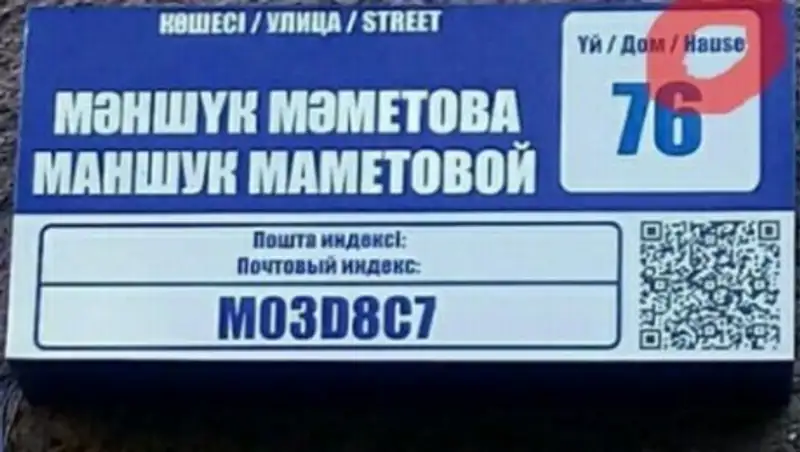 КӨШЕСІ / УЛИЦА / STREET
МӘНШҮК МӘМЕТОВА
МАНШУК МАМЕТОВОЙ
Үй / Дом / Hause
76
Пошта индексі:
Почтовый индекс:
M03D8C7